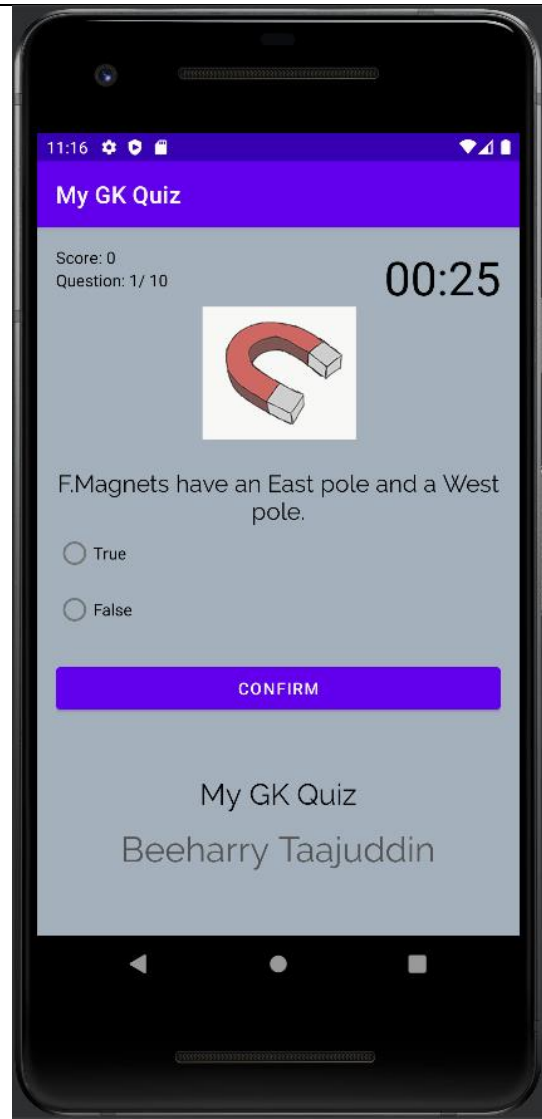 11:16
My GK Quiz
Score: 0
Question: 1/ 10
00:25
F.Magnets have an East pole and a West
pole.
True
False
CONFIRM
My GK Quiz
Beeharry Taajuddin